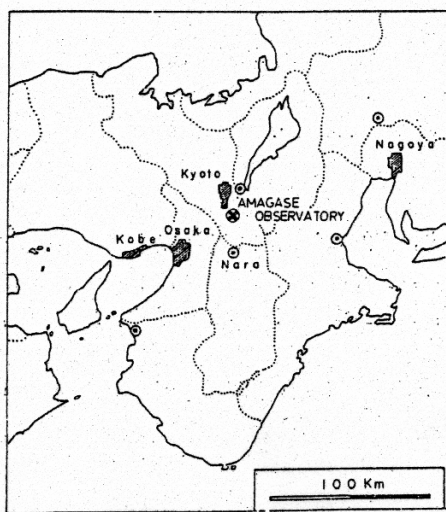 Nagoya
Kyoto
AMAGASE
OBSERVATORY
Kobe
Osaka
Nara
100 Km